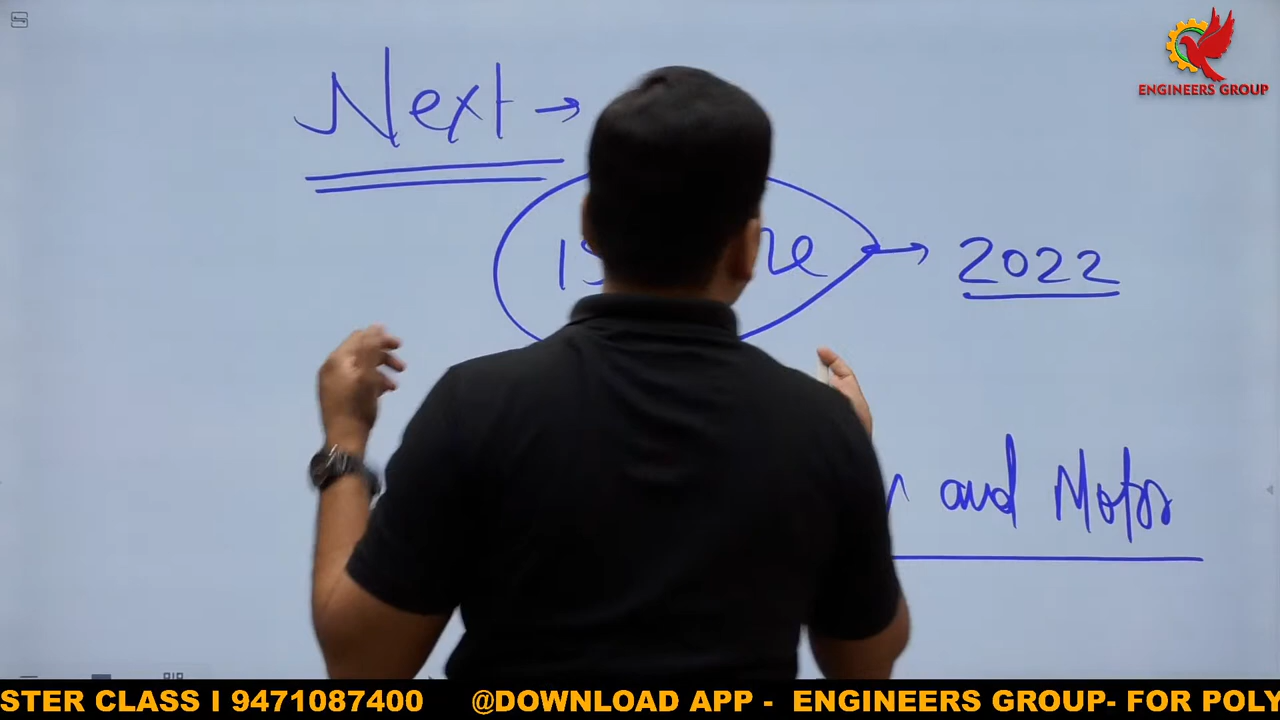 ENGINEERS GROUP
Next →
→ 2022
and Motor
STER CLASS I 9471087400 @DOWNLOAD APP - ENGINEERS GROUP- FOR POLY